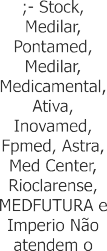 ;- Stock,
Medilar,
Pontamed,
Medilar,
Medicamental,
Ativa,
Inovamed,
Fpmed, Astra,
Med Center,
Rioclarense,
MEDFUTURA e
Imperio Não
atendem o